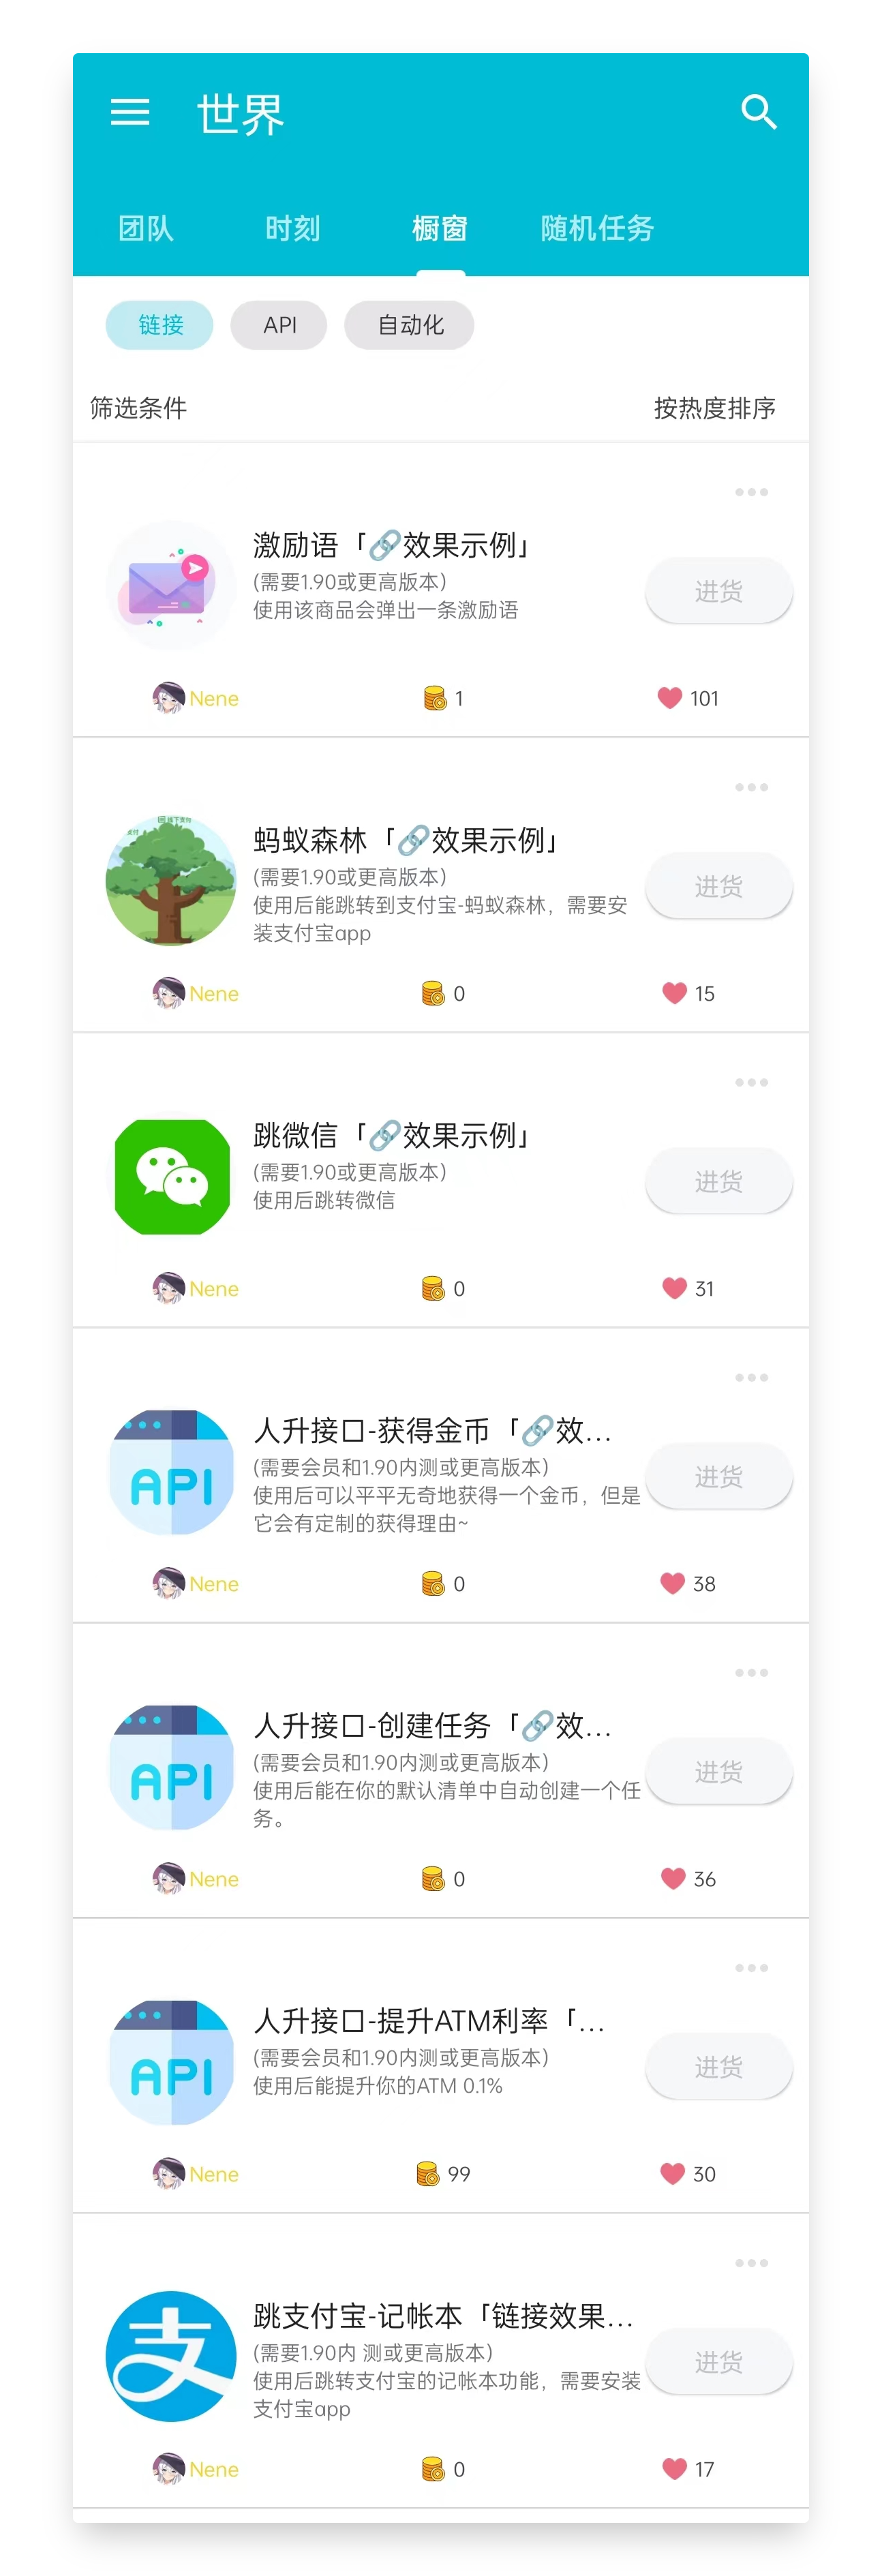 世界
团队 时刻 橱窗 随机任务
链接 API 自动化
筛选条件 按热度排序
激励语「🔗效果示例」
(需要1.90或更高版本)
使用该商品会弹出一条激励语
进货
Nene 1 101
蚂蚁森林「🔗效果示例」
(需要1.90或更高版本)
使用后能跳转到支付宝-蚂蚁森林，需要安
装支付宝app
进货
Nene 0 15
跳微信「🔗效果示例」
(需要1.90或更高版本)
使用后跳转微信
进货
Nene 0 31
API
人升接口-获得金币「🔗效…
(需要会员和1.90内测或更高版本)
使用后可以平平无奇地获得一个金币，但是
它会有定制的获得理由~
进货
Nene 0 38
API
人升接口-创建任务「🔗效…
(需要会员和1.90内测或更高版本)
使用后能在你的默认清单中自动创建一个任
务。
进货
Nene 0 36
API
人升接口-提升ATM利率「…
(需要会员和1.90内测或更高版本)
使用后能提升你的ATM 0.1%
进货
Nene 99 30
支
跳支付宝-记帐本「链接效果…
(需要1.90内 测或更高版本)
使用后跳转支付宝的记帐本功能，需要安装
支付宝app
进货
Nene 0 17